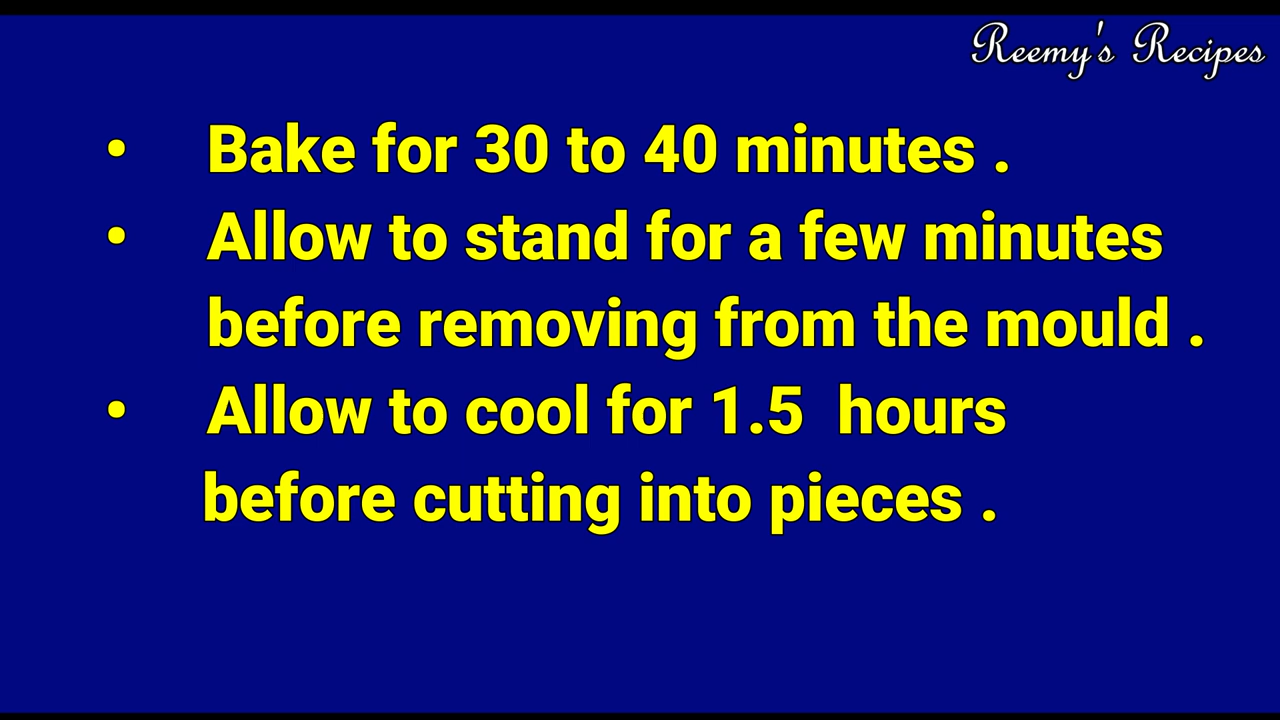 Reemy's Recipes
• Bake for 30 to 40 minutes .
• Allow to stand for a few minutes
before removing from the mould .
• Allow to cool for 1.5 hours
before cutting into pieces .